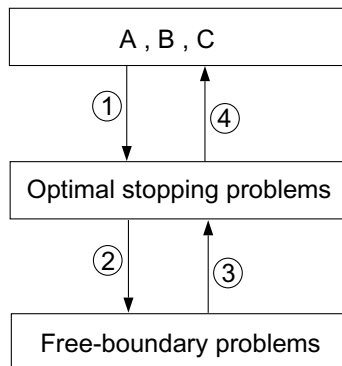 A , B , C
1 4
Optimal stopping problems
2 3
Free-boundary problems